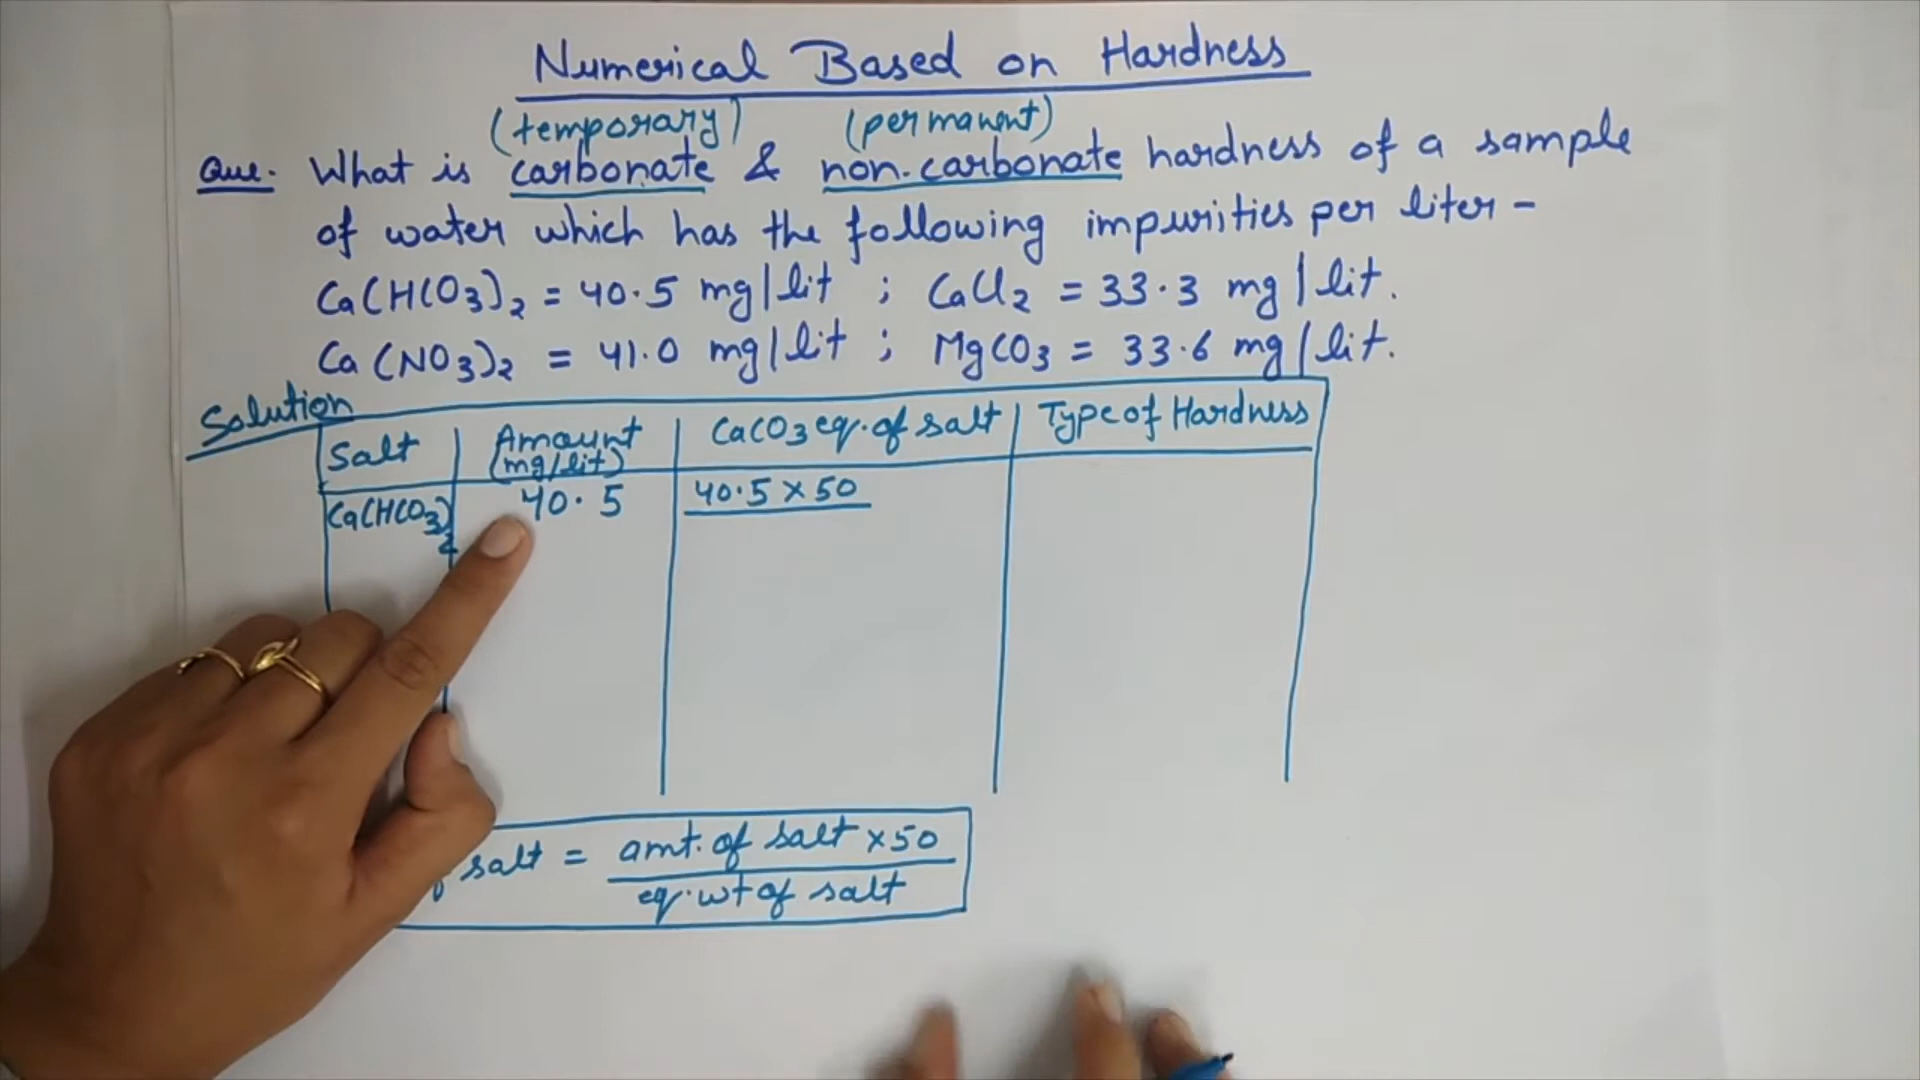 Numerical Based on Hardness
(temporary) (permanent)
Que. What is carbonate & non-carbonate hardness of a sample
of water which has the following impurities per liter -
Ca(HCO3)2 = 40.5 mg/lit ; CaCl2 = 33.3 mg/lit.
Ca(NO3)2 = 41.0 mg/lit ; MgCO3 = 33.6 mg/lit.
Solution
Salt Amount (mg/lit) CaCO3 eq. of salt Type of Hardness
Ca(HCO3)2 40.5 40.5 x 50
salt = amt. of salt x 50
eq. wt of salt